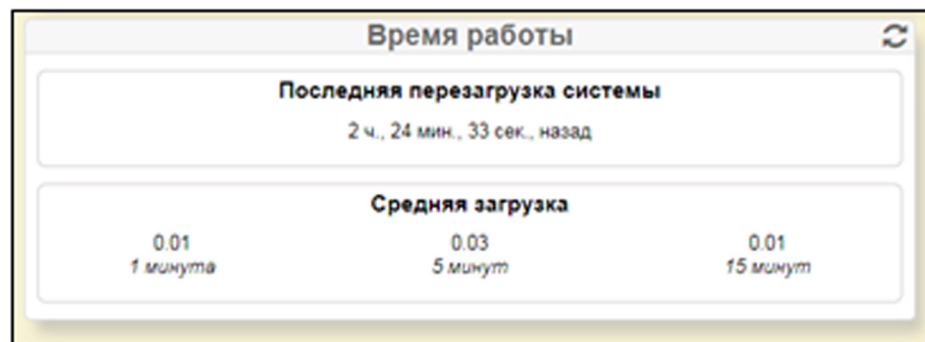 Время работы
Последняя перезагрузка системы
2 ч., 24 мин., 33 сек., назад
Средняя загрузка
0.01 0.03 0.01
1 минута 5 минут 15 минут